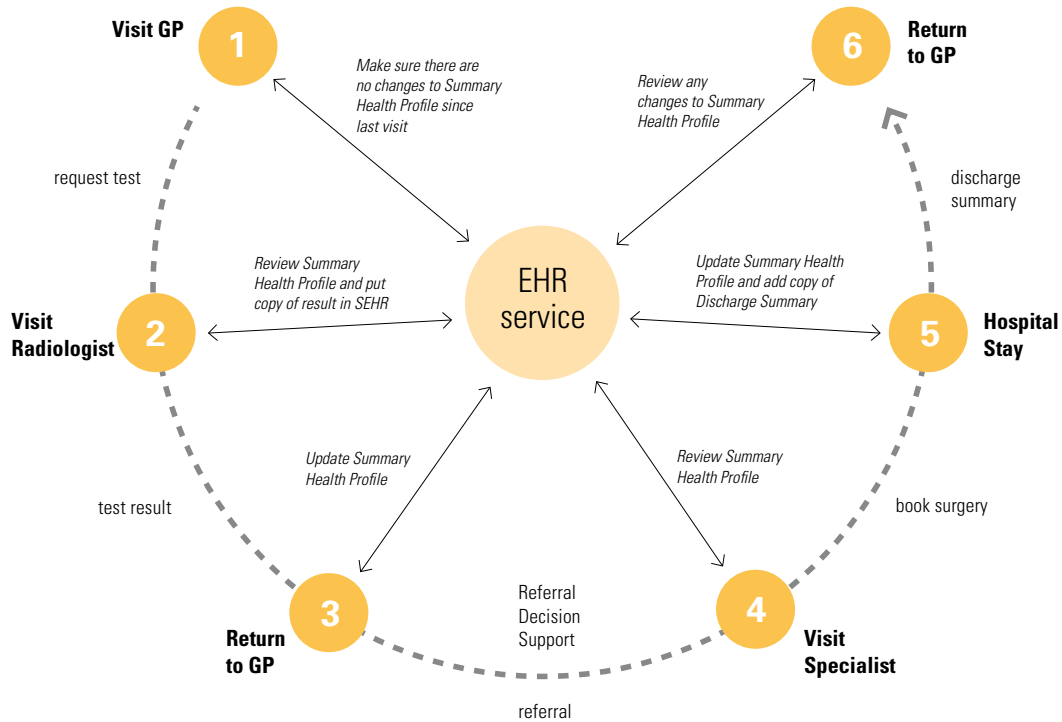 Visit GP
1
Make sure there are
no changes to Summary
Health Profile since
last visit
request test
Visit
Radiologist
2
Review Summary
Health Profile and put
copy of result in SEHR
test result
Return
to GP
3
Update Summary
Health Profile
EHR
service
Referral
Decision
Support
referral
4
Visit
Specialist
Review Summary
Health Profile
book surgery
5
Hospital
Stay
Update Summary Health
Profile and add copy of
Discharge Summary
discharge
summary
6
Return
to GP
Review any
changes to Summary
Health Profile